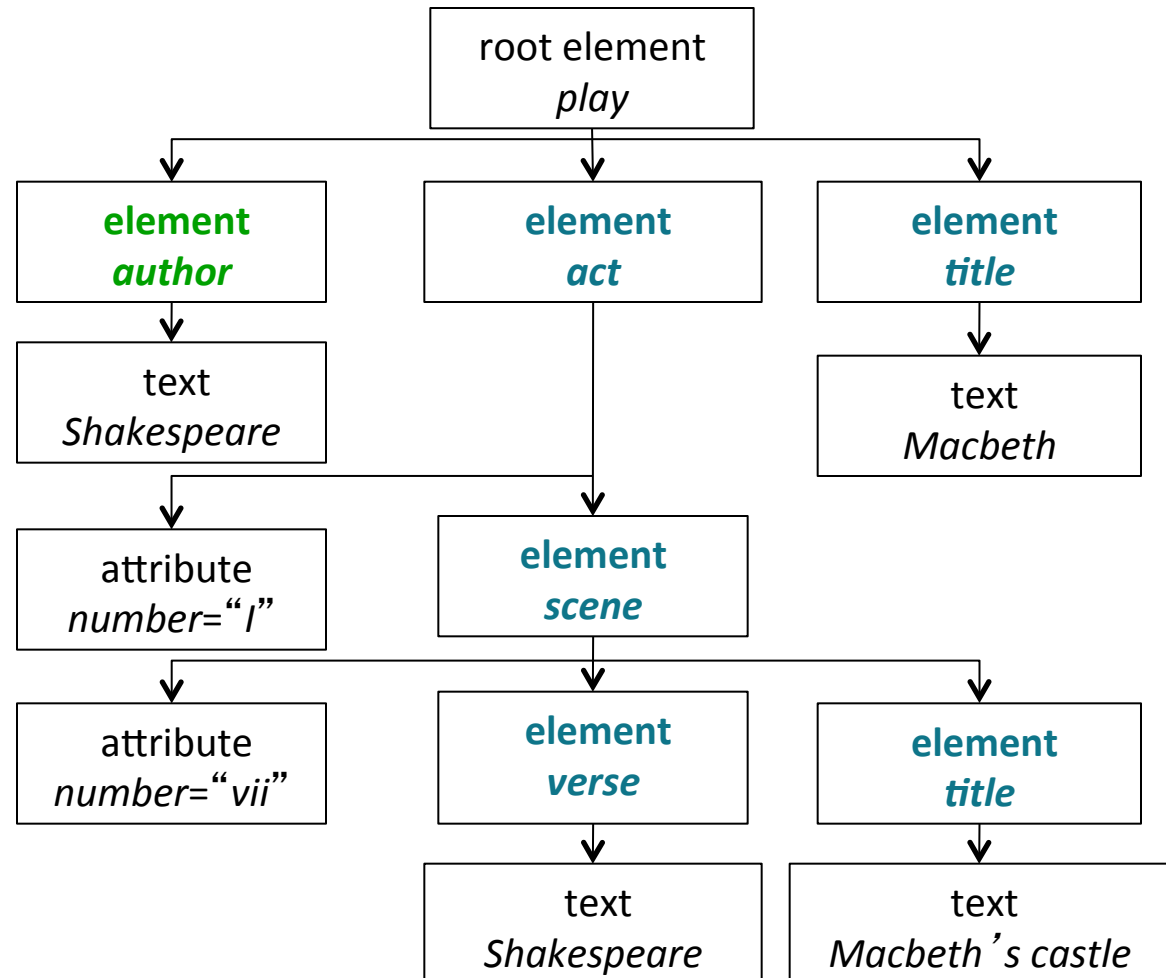 root element
play
element
author
element
act
element
title
text
Shakespeare
text
Macbeth
attribute
number=“I”
element
scene
attribute
number=“vii”
element
verse
element
title
text
Shakespeare
text
Macbeth’s castle